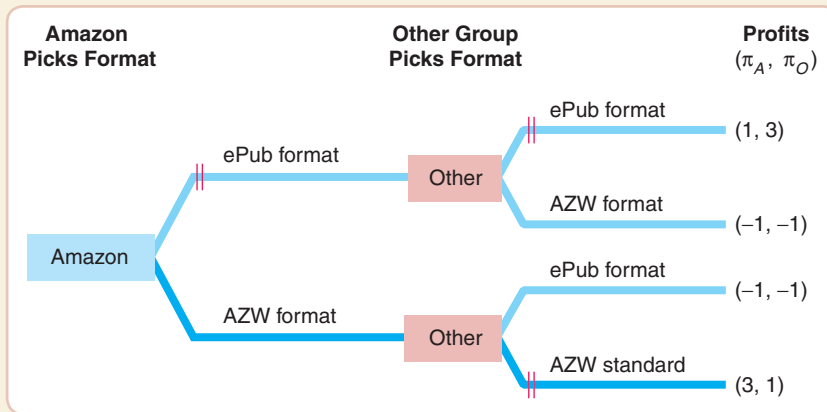 Amazon
Picks Format
Other Group
Picks Format
Profits
(πA, πO)
ePub format
(1, 3)
ePub format
Other
AZW format
(–1, –1)
Amazon
ePub format
(–1, –1)
AZW format
Other
AZW standard
(3, 1)